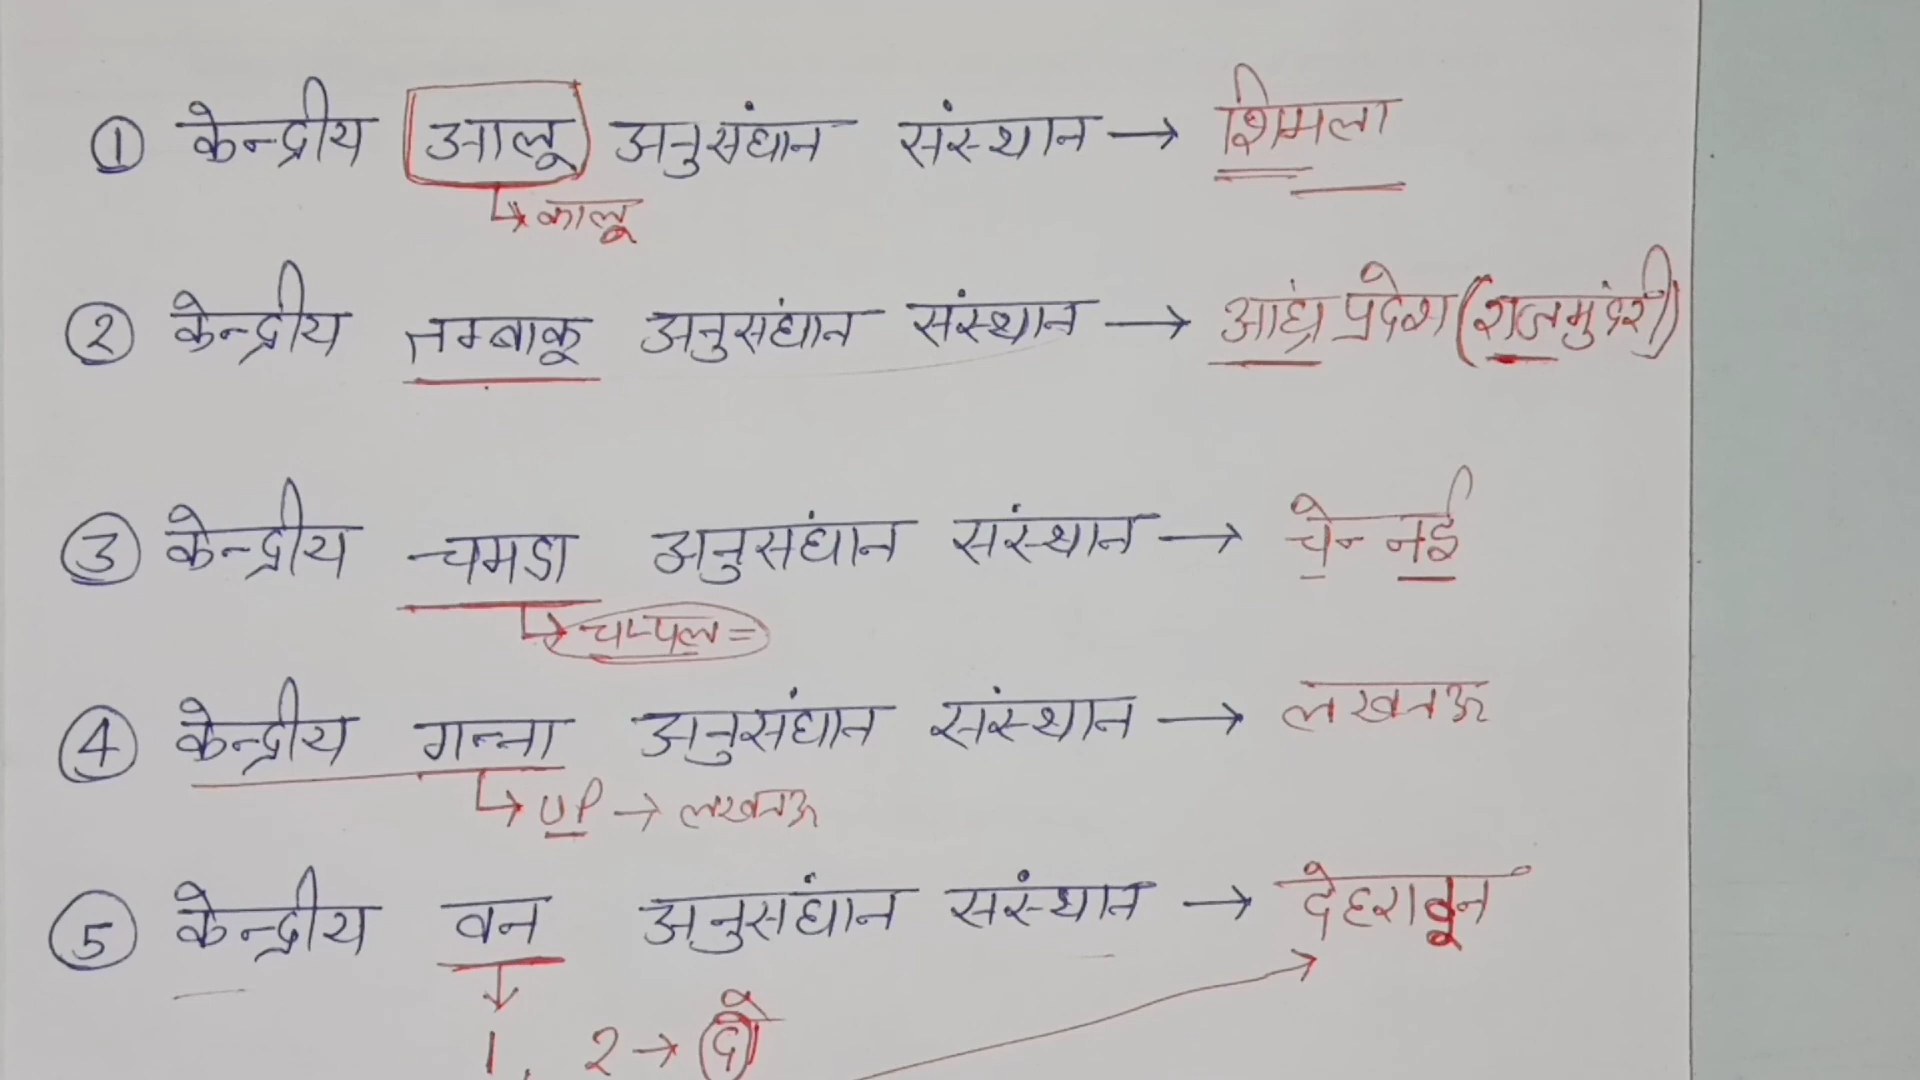 ① केन्द्रीय आलू अनुसंधान संस्थान → शिमला
↳ कालू
② केन्द्रीय तम्बाकू अनुसंधान संस्थान → आंध्र प्रदेश (राजमुंदरी)
③ केन्द्रीय चमडा अनुसंधान संस्थान → चेन्नई
↳ चप्पल =
④ केन्द्रीय गन्ना अनुसंधान संस्थान → लखनऊ
↳ UP → लखनऊ
⑤ केन्द्रीय वन अनुसंधान संस्थान → देहरादून
↓
1, 2 → दो